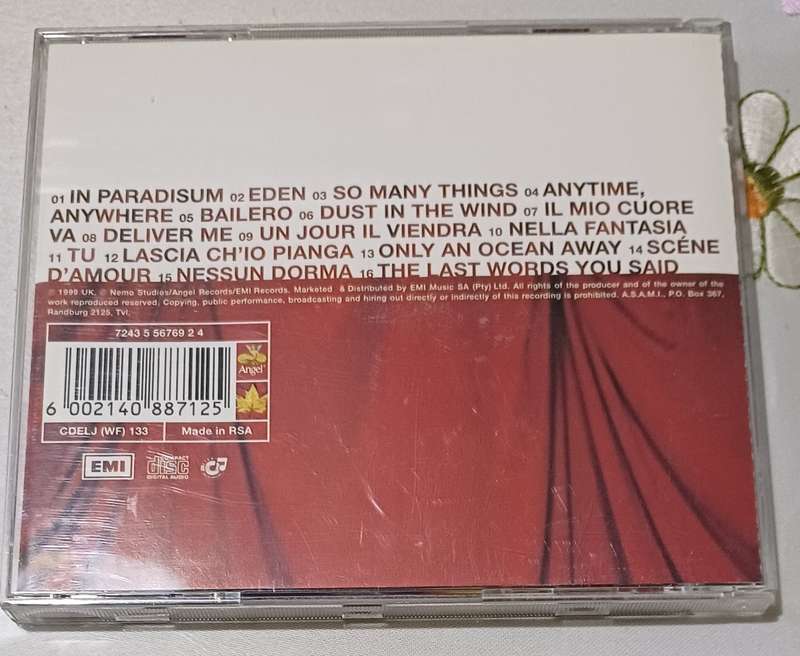 01 IN PARADISUM 02 EDEN 03 SO MANY THINGS 04 ANYTIME,
ANYWHERE 05 BAILERO 06 DUST IN THE WIND 07 IL MIO CUORE
VA 08 DELIVER ME 09 UN JOUR IL VIENDRA 10 NELLA FANTASIA
11 TU 12 LASCIA CH'IO PIANGA 13 ONLY AN OCEAN AWAY 14 SCÉNE
D'AMOUR 15 NESSUN DORMA 16 THE LAST WORDS YOU SAID
℗ 1999 UK. © Nemo Studios/Angel Records/EMI Records. Marketed & Distributed by EMI Music SA (Pty) Ltd. All rights of the producer and of the owner of the
work reproduced reserved, Copying, public performance, broadcasting and hiring out directly or indirectly of this recording is prohibited. A.S.A.M.I., P.O. Box 367,
Randburg 2125, Tvl.
7243 5 56769 2 4
Angel
6 002140 887125
CDELJ (WF) 133 Made in RSA
EMI COMPACT disc DIGITAL AUDIO